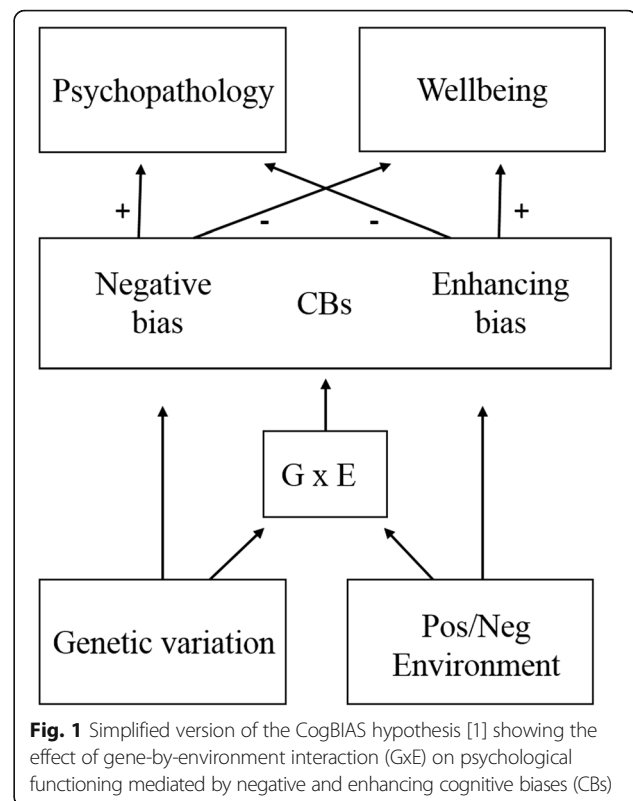 Psychopathology
Wellbeing
+
-
-
+
Negative
bias
CBs
Enhancing
bias
G x E
Genetic variation
Pos/Neg
Environment
Fig. 1 Simplified version of the CogBIAS hypothesis [1] showing the
effect of gene-by-environment interaction (GxE) on psychological
functioning mediated by negative and enhancing cognitive biases (CBs)